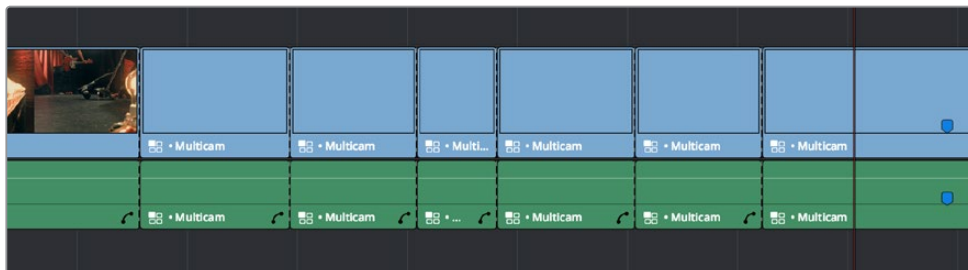 • Multicam • Multicam • Multi... • Multicam • Multicam • Multicam
• Multicam • Multicam • ... • Multicam • Multicam • Multicam